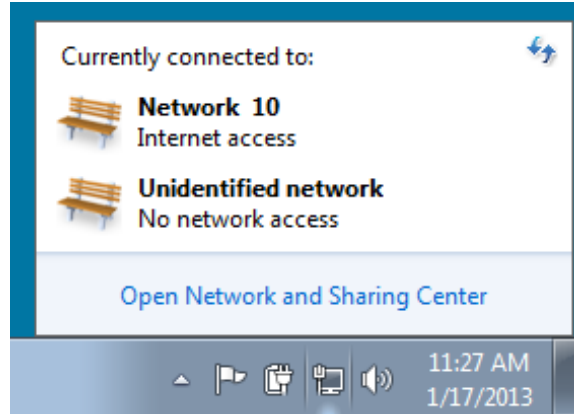 Currently connected to:
Network 10
Internet access
Unidentified network
No network access
Open Network and Sharing Center
11:27 AM
1/17/2013